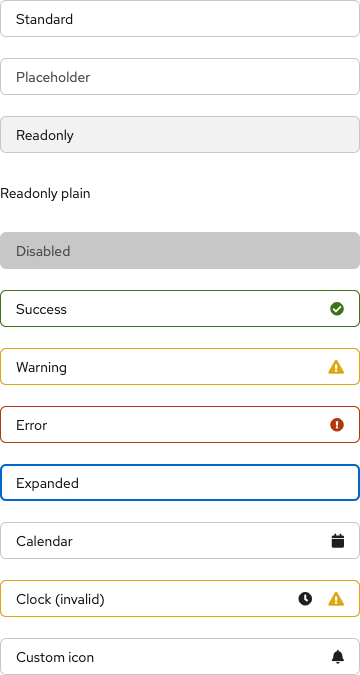 Standard
Placeholder
Readonly
Readonly plain
Disabled
Success
Warning
Error
Expanded
Calendar
Clock (invalid)
Custom icon